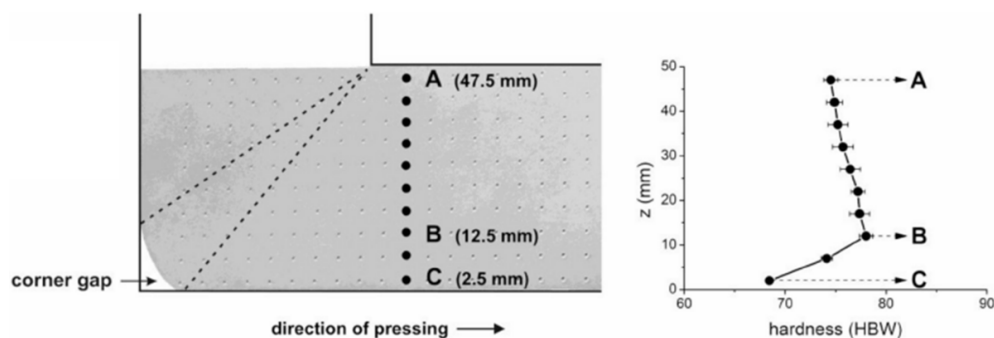 A (47.5 mm)
B (12.5 mm)
C (2.5 mm)
corner gap
direction of pressing
50
40
30
20
10
0
z (mm)
60 70 80 90
hardness (HBW)
A
B
C